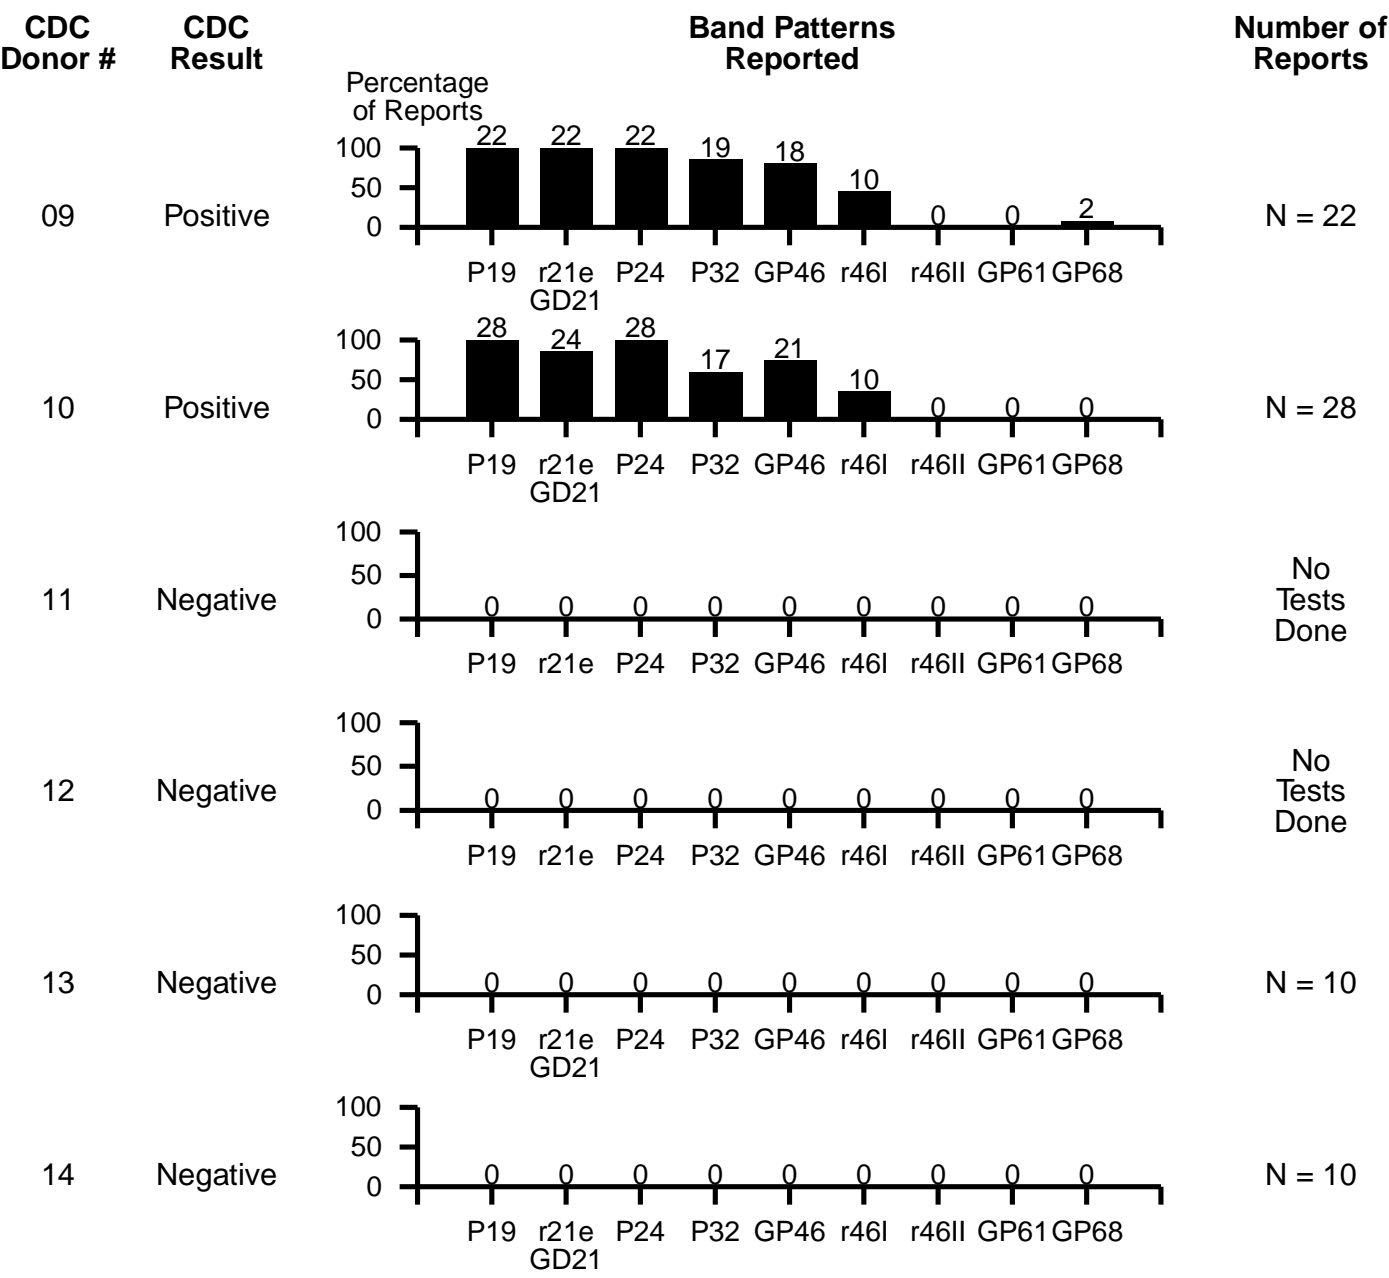 CDC
Donor #
CDC
Result
Band Patterns
Reported
Number of
Reports
Percentage
of Reports
09
Positive
100
50
0
22 22 22 19 18 10 0 0 2
P19 r21e P24 P32 GP46 r46I r46II GP61 GP68
GD21
N = 22
10
Positive
100
50
0
28 24 28 17 21 10 0 0 0
P19 r21e P24 P32 GP46 r46I r46II GP61 GP68
GD21
N = 28
11
Negative
100
50
0
0 0 0 0 0 0 0 0 0
P19 r21e P24 P32 GP46 r46I r46II GP61 GP68
No
Tests
Done
12
Negative
100
50
0
0 0 0 0 0 0 0 0 0
P19 r21e P24 P32 GP46 r46I r46II GP61 GP68
No
Tests
Done
13
Negative
100
50
0
0 0 0 0 0 0 0 0 0
P19 r21e P24 P32 GP46 r46I r46II GP61 GP68
GD21
N = 10
14
Negative
100
50
0
0 0 0 0 0 0 0 0 0
P19 r21e P24 P32 GP46 r46I r46II GP61 GP68
GD21
N = 10